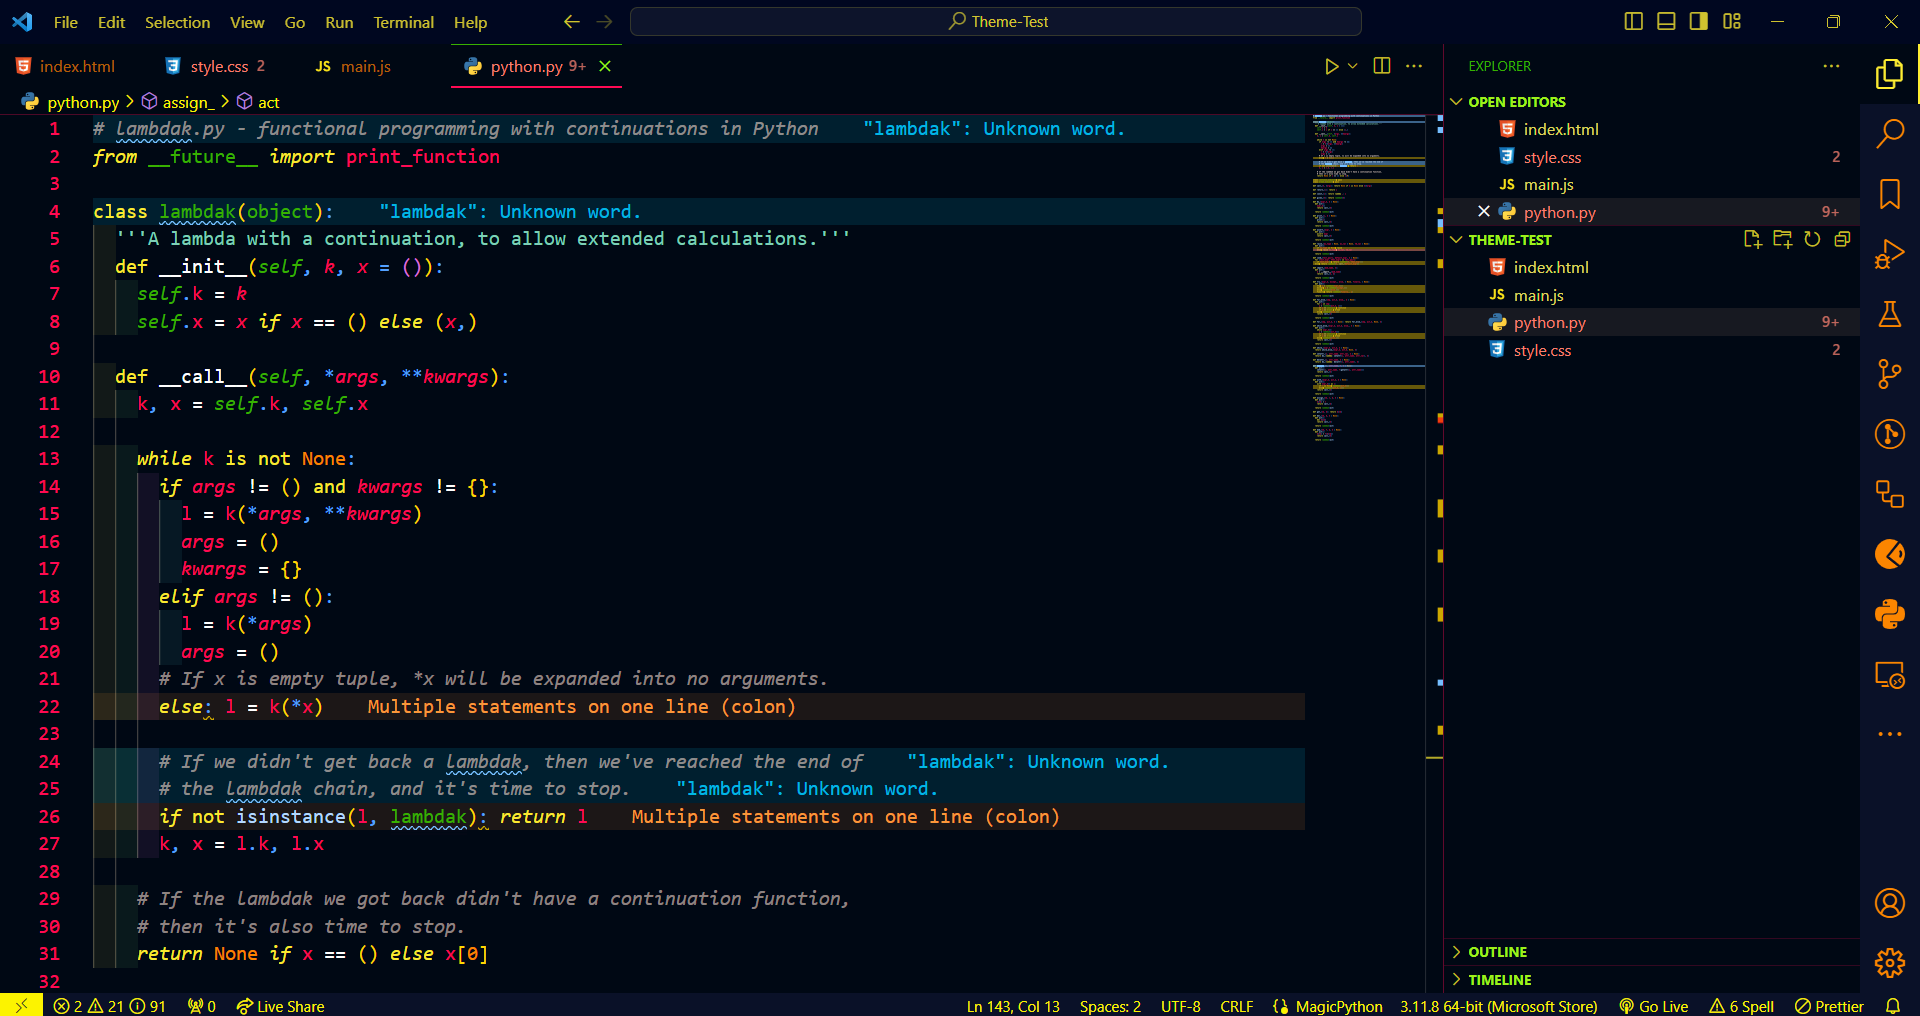 File Edit Selection View Go Run Terminal Help
Theme-Test
index.html
style.css 2
JS main.js
python.py 9+
python.py > assign_ > act
1 # lambdak.py - functional programming with continuations in Python "lambdak": Unknown word.
2 from __future__ import print_function
3
4 class lambdak(object): "lambdak": Unknown word.
5 '''A lambda with a continuation, to allow extended calculations.'''
6 def __init__(self, k, x = ()):
7 self.k = k
8 self.x = x if x == () else (x,)
9
10 def __call__(self, *args, **kwargs):
11 k, x = self.k, self.x
12
13 while k is not None:
14 if args != () and kwargs != {}:
15 l = k(*args, **kwargs)
16 args = ()
17 kwargs = {}
18 elif args != ():
19 l = k(*args)
20 args = ()
21 # If x is empty tuple, *x will be expanded into no arguments.
22 else: l = k(*x) Multiple statements on one line (colon)
23
24 # If we didn't get back a lambdak, then we've reached the end of "lambdak": Unknown word.
25 # the lambdak chain, and it's time to stop. "lambdak": Unknown word.
26 if not isinstance(l, lambdak): return l Multiple statements on one line (colon)
27 k, x = l.k, l.x
28
29 # If the lambdak we got back didn't have a continuation function,
30 # then it's also time to stop.
31 return None if x == () else x[0]
32
EXPLORER
OPEN EDITORS
index.html
style.css 2
JS main.js
python.py 9+
THEME-TEST
index.html
JS main.js
python.py 9+
style.css 2
OUTLINE
TIMELINE
2 21 91 0 Live Share Ln 143, Col 13 Spaces: 2 UTF-8 CRLF MagicPython 3.11.8 64-bit (Microsoft Store) Go Live 6 Spell Prettier